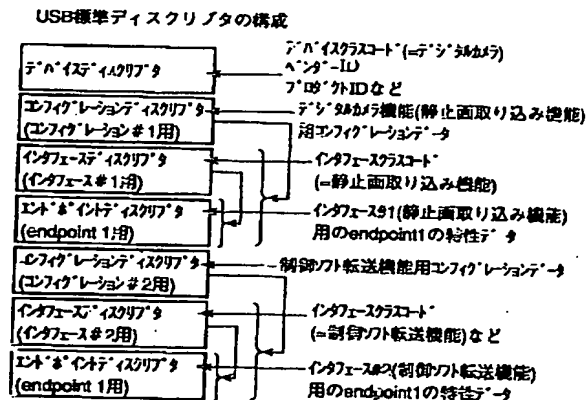 USB標準ディスクリプタの構成
デバイスディスクリプタ
デバイスクラスコード(=デジタルカメラ)
ベンダーID
プロダクトIDなど
コンフィグレーションディスクリプタ
(コンフィグレーション#1用)
デジタルカメラ機能(静止画取り込み機能)
用コンフィグレーションデータ
インタフェースディスクリプタ
(インタフェース#1用)
インタフェースクラスコード
(=静止画取り込み機能)
エンドポイントディスクリプタ
(endpoint 1用)
インタフェース#1(静止画取り込み機能)
用のendpoint1の特性データ
コンフィグレーションディスクリプタ
(コンフィグレーション#2用)
制御ソフト転送機能用コンフィグレーションデータ
インタフェースディスクリプタ
(インタフェース#2用)
インタフェースクラスコード
(=制御ソフト転送機能)など
エンドポイントディスクリプタ
(endpoint 1用)
インタフェース#2(制御ソフト転送機能)
用のendpoint1の特性データ